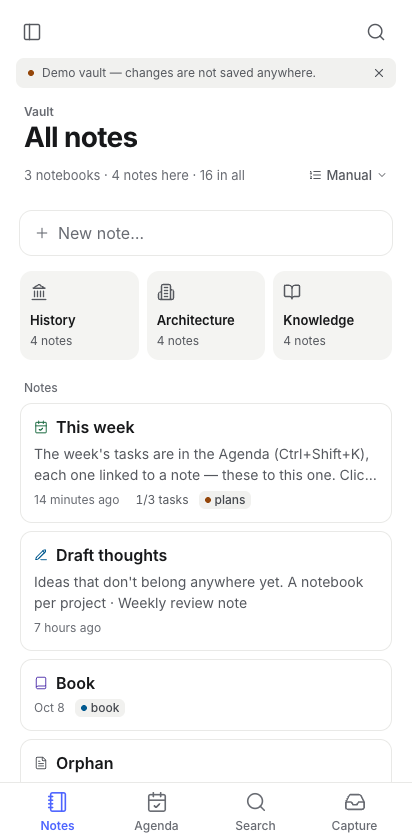 Demo vault — changes are not saved anywhere.
Vault
All notes
3 notebooks · 4 notes here · 16 in all
Manual
New note...
History
4 notes
Architecture
4 notes
Knowledge
4 notes
Notes
This week
The week's tasks are in the Agenda (Ctrl+Shift+K),
each one linked to a note — these to this one. Clic...
14 minutes ago 1/3 tasks plans
Draft thoughts
Ideas that don't belong anywhere yet. A notebook
per project · Weekly review note
7 hours ago
Book
Oct 8 book
Orphan
Notes Agenda Search Capture